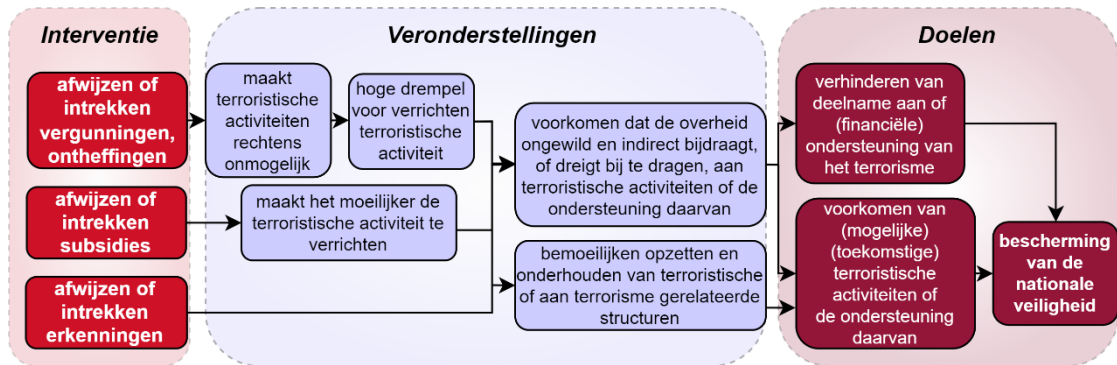 Interventie
Veronderstellingen
Doelen
afwijzen of
intrekken
vergunningen,
ontheffingen
maakt
terroristische
activiteiten
rechtens
onmogelijk
hoge drempel
voor verrichten
terroristische
activiteit
afwijzen of
intrekken
subsidies
maakt het moeilijker de
terroristische activiteit te
verrichten
afwijzen of
intrekken
erkenningen
voorkomen dat de overheid
ongewild en indirect bijdraagt,
of dreigt bij te dragen, aan
terroristische activiteiten of de
ondersteuning daarvan
bemoeilijken opzetten en
onderhouden van terroristische
of aan terrorisme gerelateerde
structuren
verhinderen van
deelname aan of
(financiële)
ondersteuning van
het terrorisme
voorkomen van
(mogelijke)
(toekomstige)
terroristische
activiteiten of
de ondersteuning
daarvan
bescherming
van de
nationale
veiligheid